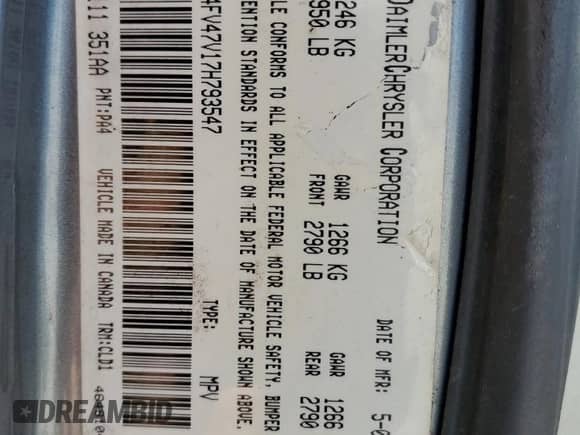 DAIMLERCHRYSLER CORPORATION
DATE OF MFR: 5-0
246 KG
950 LB
GAWR FRONT 1266 KG 2790 LB
GAWR REAR 1266 2790
LE CONFORMS TO ALL APPLICABLE FEDERAL MOTOR VEHICLE SAFETY, BUMPER
ENTION STANDARDS IN EFFECT ON THE DATE OF MANUFACTURE SHOWN ABOVE.
4FV47V17H793547
TYPE: MPV
11 351AA PNT:PA4 VEHICLE MADE IN CANADA TRM:CLD1
DREAMBID